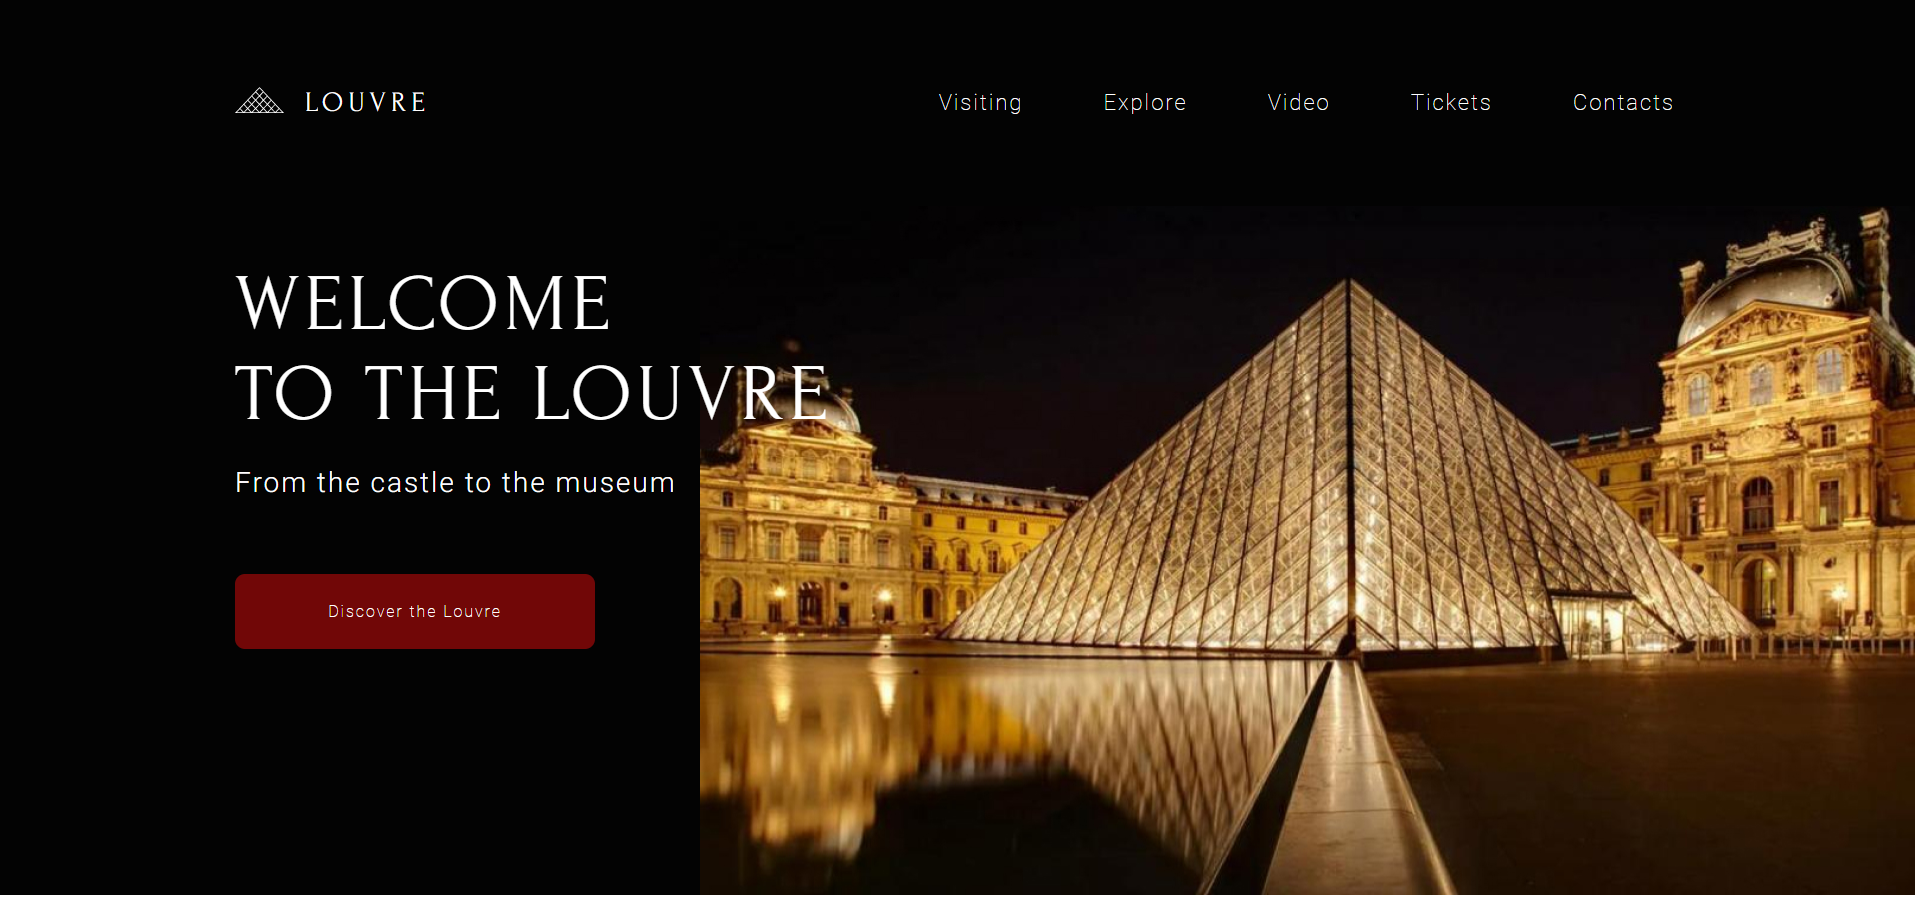 LOUVRE
Visiting
Explore
Video
Tickets
Contacts
WELCOME
TO THE LOUVRE
From the castle to the museum
Discover the Louvre